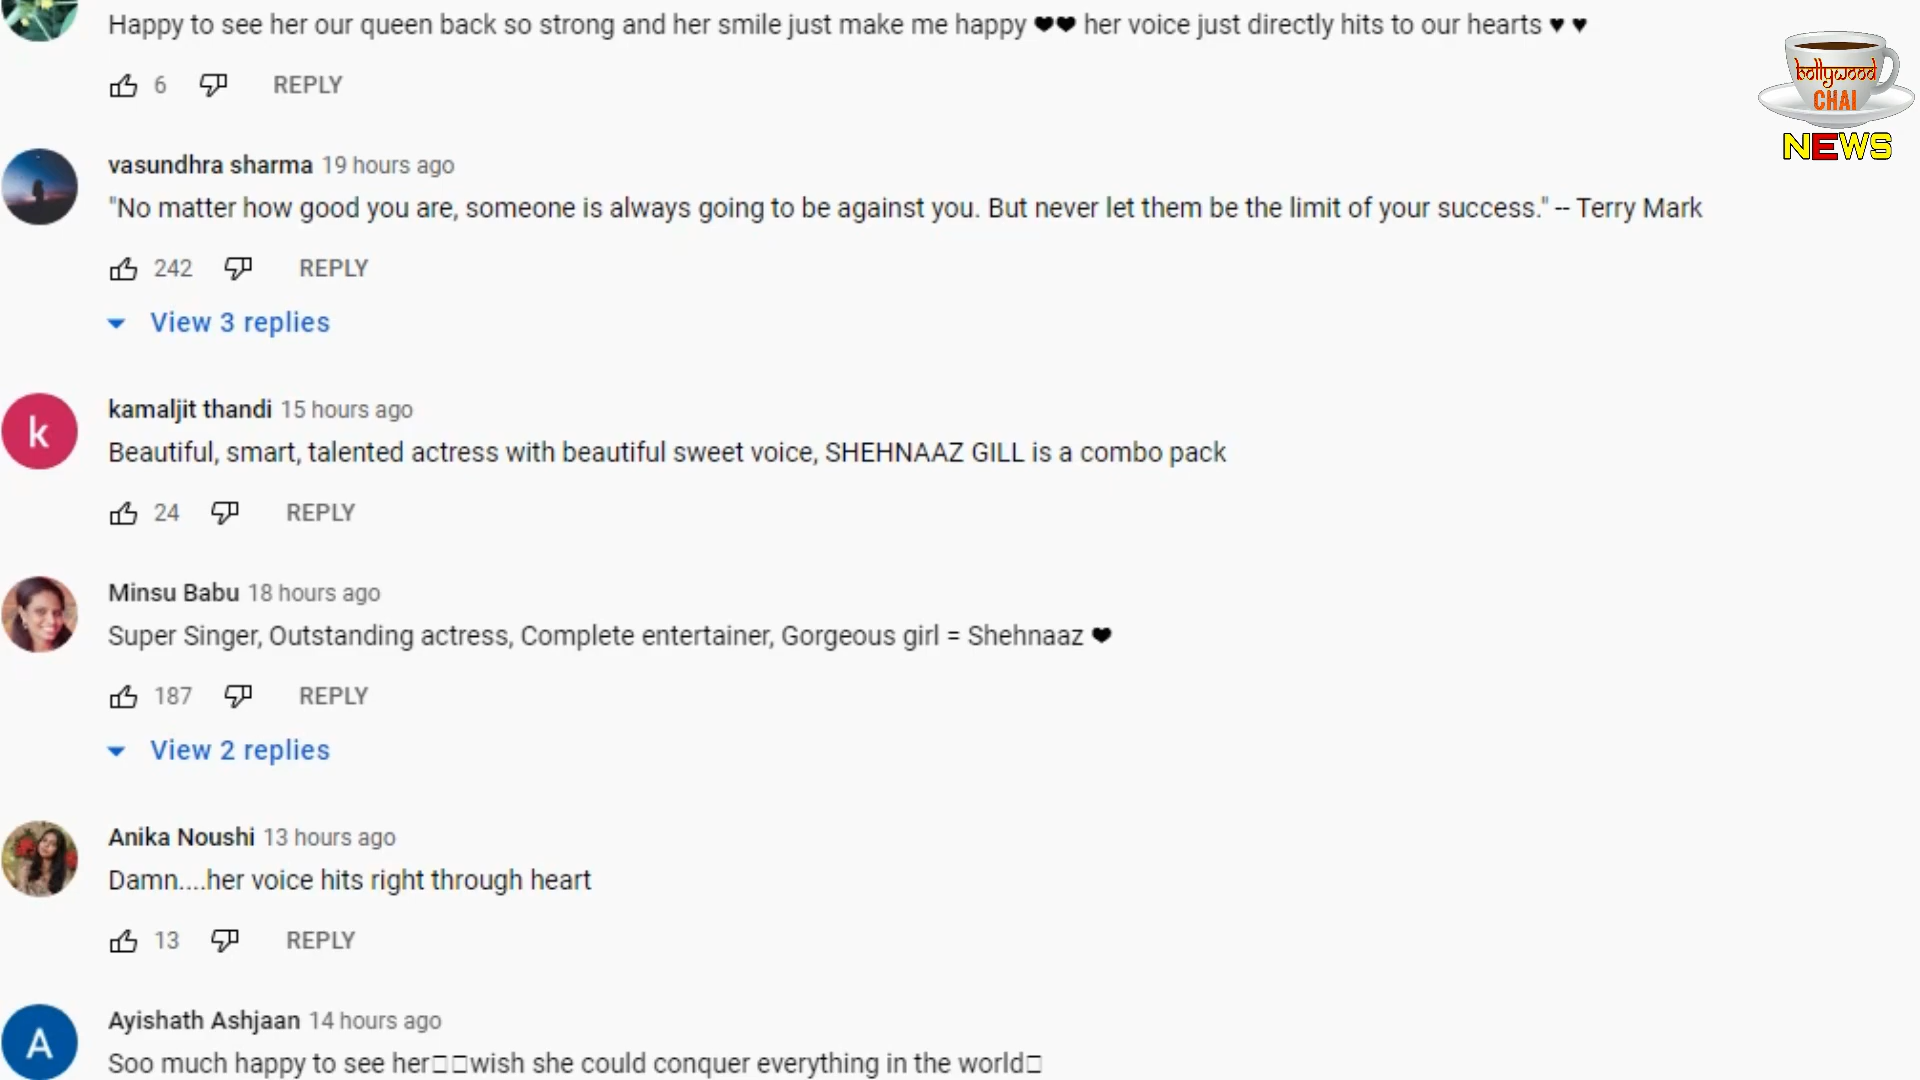 Happy to see her our queen back so strong and her smile just make me happy ❤❤ her voice just directly hits to our hearts ♥ ♥
6 REPLY
bollywood
CHAI
NEWS
vasundhra sharma 19 hours ago
"No matter how good you are, someone is always going to be against you. But never let them be the limit of your success." -- Terry Mark
242 REPLY
View 3 replies
k
kamaljit thandi 15 hours ago
Beautiful, smart, talented actress with beautiful sweet voice, SHEHNAAZ GILL is a combo pack
24 REPLY
Minsu Babu 18 hours ago
Super Singer, Outstanding actress, Complete entertainer, Gorgeous girl = Shehnaaz ❤
187 REPLY
View 2 replies
Anika Noushi 13 hours ago
Damn....her voice hits right through heart
13 REPLY
A
Ayishath Ashjaan 14 hours ago
Soo much happy to see her□□wish she could conquer everything in the world□